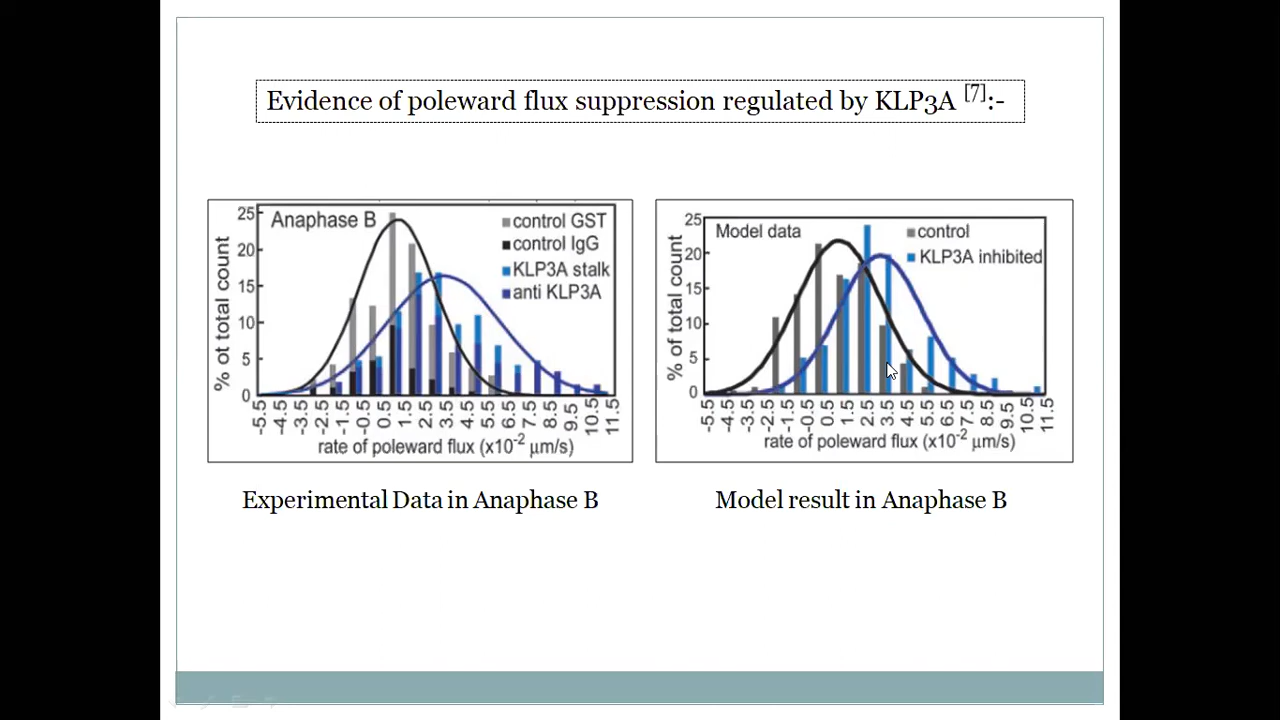 Evidence of poleward flux suppression regulated by KLP3A [7]:-
Anaphase B
control GST
control IgG
KLP3A stalk
anti KLP3A
% ot total count
25
20
15
10
5
0
-5.5 -4.5 -3.5 -2.5 -1.5 -0.5 0.5 1.5 2.5 3.5 4.5 5.5 6.5 7.5 8.5 9.5 10.5 11.5
rate of poleward flux (x10-2 μm/s)
Model data
control
KLP3A inhibited
% of total count
25
20
15
10
5
0
-5.5 -4.5 -3.5 -2.5 -1.5 -0.5 0.5 1.5 2.5 3.5 4.5 5.5 6.5 7.5 8.5 9.5 10.5 11.5
rate of poleward flux (x10-2 μm/s)
Experimental Data in Anaphase B
Model result in Anaphase B